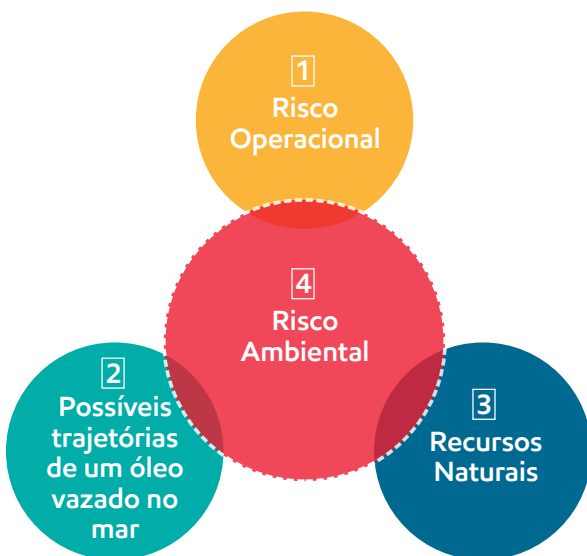 1
Risco
Operacional
4
Risco
Ambiental
2
Possíveis
trajetórias
de um óleo
vazado no
mar
3
Recursos
Naturais